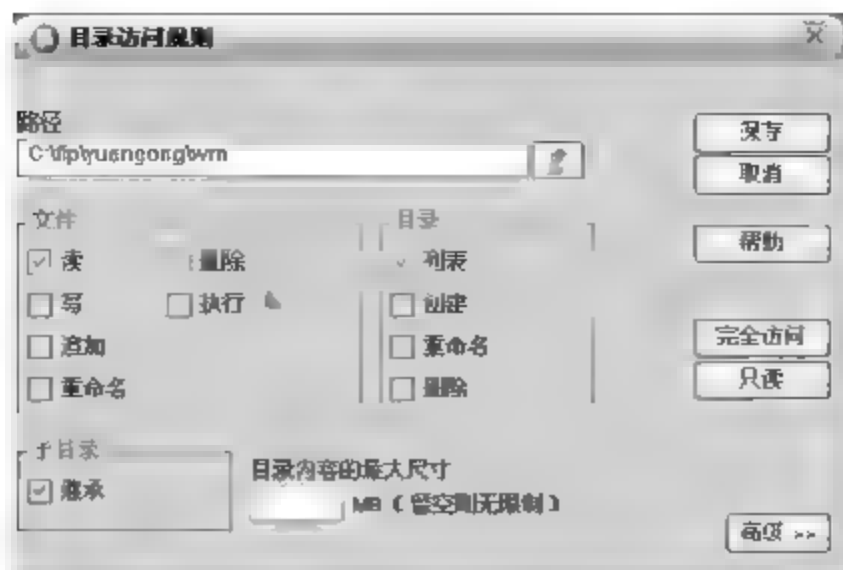 目录访问规则
路径
保存
取消
文件
目录
帮助
读
删除
列表
写
执行
创建
追加
重命名
完全访问
重命名
删除
只读
子目录
继承
目录内容的最大尺寸
MB（留空则无限制）
高级 >>